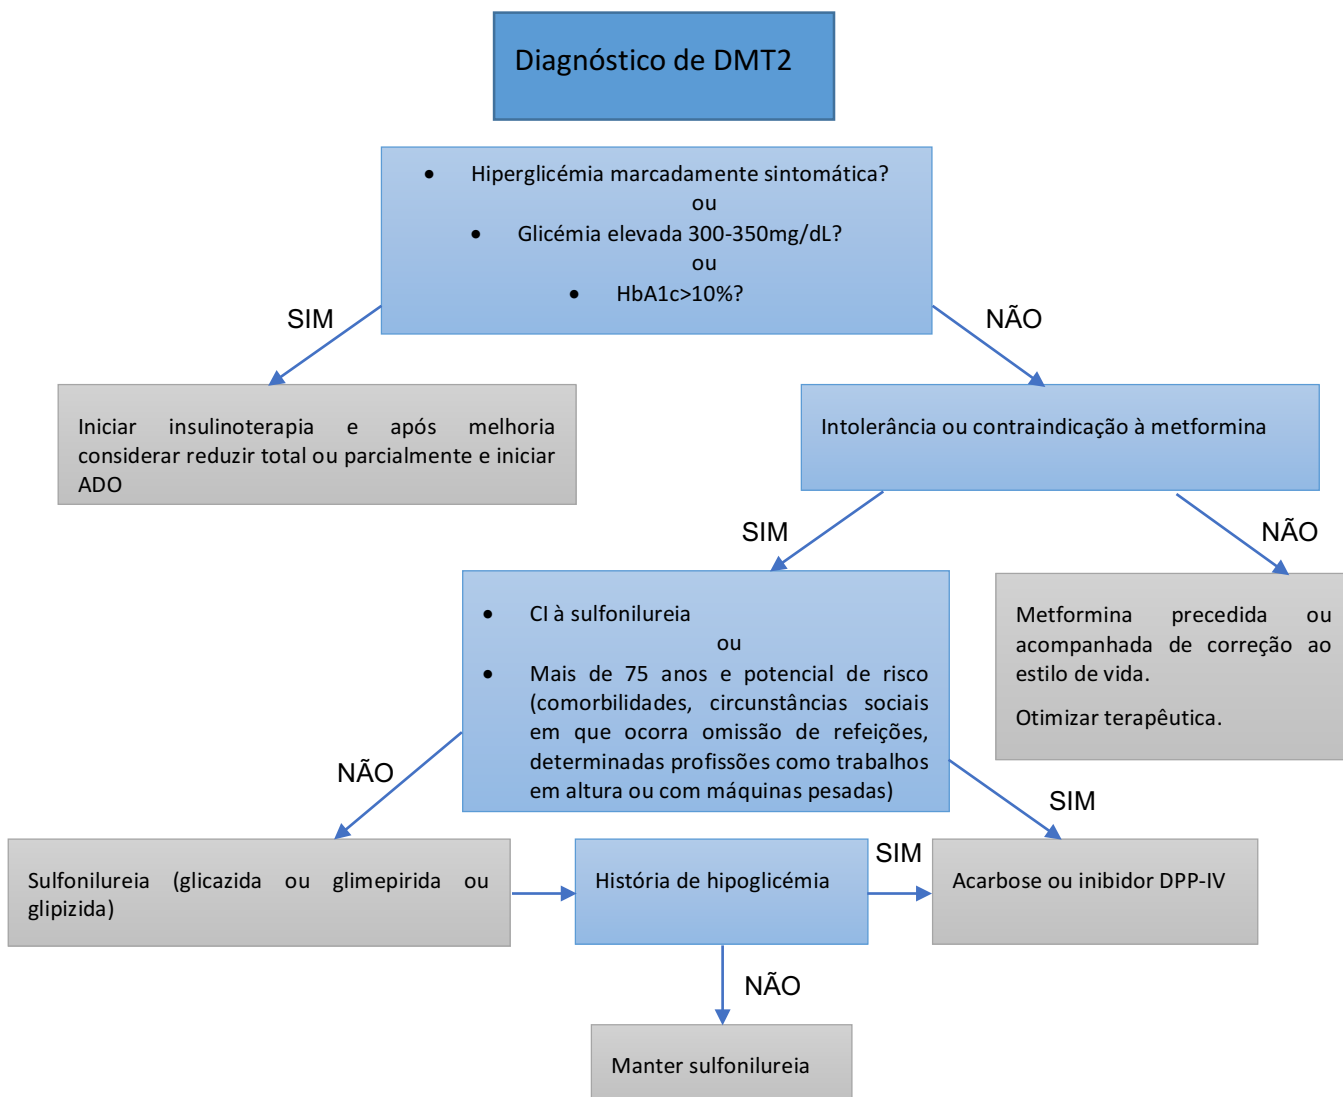 Diagnóstico de DMT2
• Hiperglicémia marcadamente sintomática?
ou
• Glicémia elevada 300-350mg/dL?
ou
• HbA1c>10%?
SIM
NÃO
Iniciar insulinoterapia e após melhoria
considerar reduzir total ou parcialmente e iniciar
ADO
Intolerância ou contraindicação à metformina
SIM
NÃO
• CI à sulfonilureia
ou
• Mais de 75 anos e potencial de risco
(comorbilidades, circunstâncias sociais
em que ocorra omissão de refeições,
determinadas profissões como trabalhos
em altura ou com máquinas pesadas)
Metformina precedida ou
acompanhada de correção ao
estilo de vida.
Otimizar terapêutica.
NÃO
SIM
Sulfonilureia (glicazida ou glimepirida ou
glipizida)
História de hipoglicémia
SIM
Acarbose ou inibidor DPP-IV
NÃO
Manter sulfonilureia